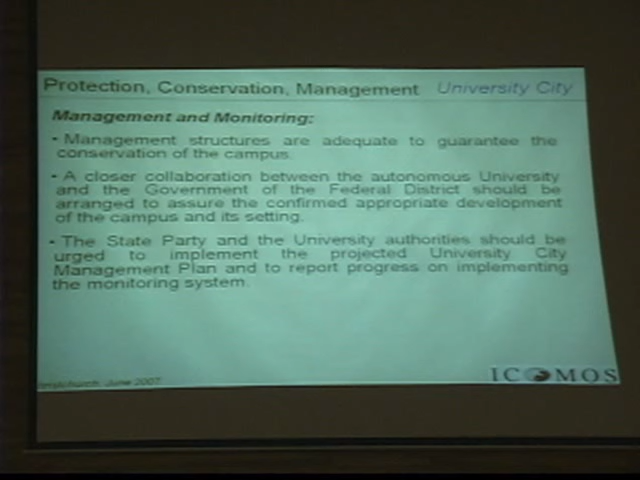 Protection, Conservation, Management University City
Management and Monitoring:
• Management structures are adequate to guarantee the
conservation of the campus.
• A closer collaboration between the autonomous University
and the Government of the Federal District should be
arranged to assure the confirmed appropriate development
of the campus and its setting.
• The State Party and the University authorities should be
urged to implement the projected University City
Management Plan and to report progress on implementing
the monitoring system.
Christchurch, June 2007
ICOMOS